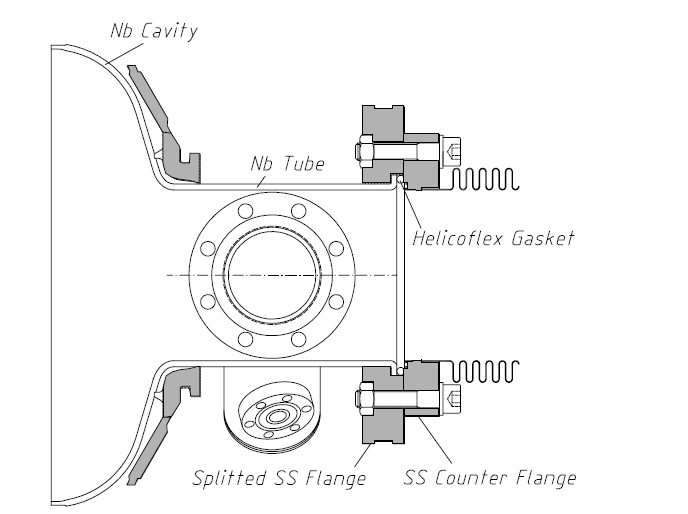 Nb Cavity
Nb Tube
Helicoflex Gasket
Splitted SS Flange
SS Counter Flange